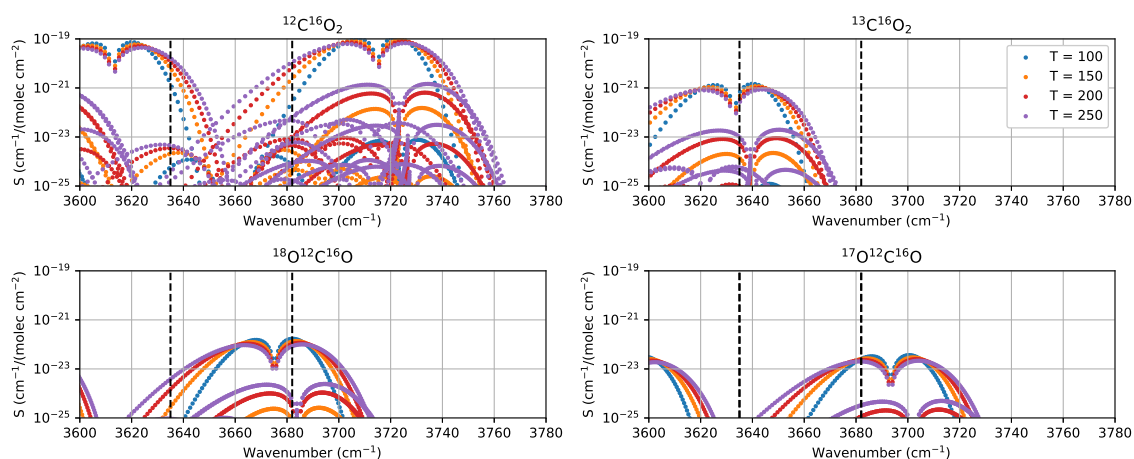 ¹²C¹⁶O₂
S (cm⁻¹/(molec cm⁻²)
10⁻¹⁹
10⁻²¹
10⁻²³
10⁻²⁵
3600 3620 3640 3660 3680 3700 3720 3740 3760 3780
Wavenumber (cm⁻¹)
¹³C¹⁶O₂
S (cm⁻¹/(molec cm⁻²)
10⁻¹⁹
10⁻²¹
10⁻²³
10⁻²⁵
T = 100
T = 150
T = 200
T = 250
3600 3620 3640 3660 3680 3700 3720 3740 3760 3780
Wavenumber (cm⁻¹)
¹⁸O¹²C¹⁶O
S (cm⁻¹/(molec cm⁻²)
10⁻¹⁹
10⁻²¹
10⁻²³
10⁻²⁵
3600 3620 3640 3660 3680 3700 3720 3740 3760 3780
Wavenumber (cm⁻¹)
¹⁷O¹²C¹⁶O
S (cm⁻¹/(molec cm⁻²)
10⁻¹⁹
10⁻²¹
10⁻²³
10⁻²⁵
3600 3620 3640 3660 3680 3700 3720 3740 3760 3780
Wavenumber (cm⁻¹)